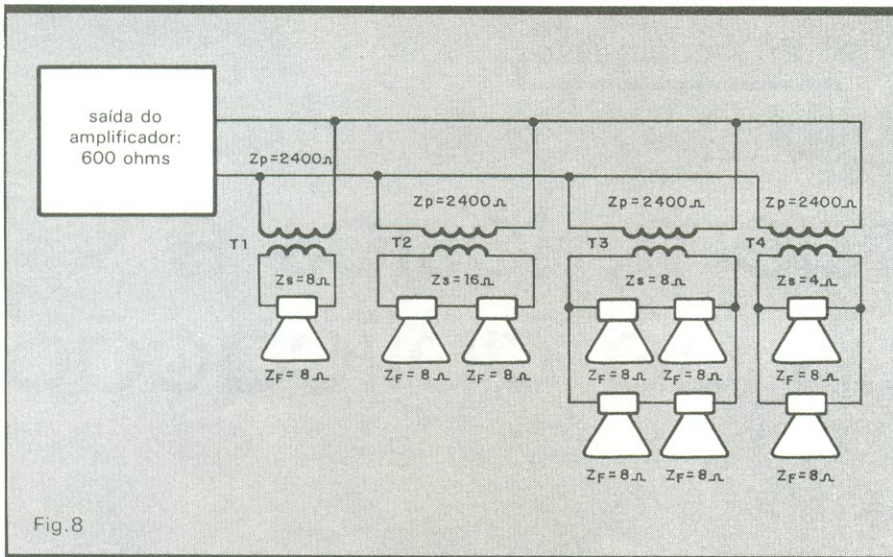 saída do
amplificador:
600 ohms
Zp=2400Ω
Zp=2400Ω
Zp=2400Ω
Zp=2400Ω
T1
T2
T3
T4
Zs=8Ω
Zs=16Ω
Zs=8Ω
Zs=4Ω
ZF=8Ω
ZF=8Ω
ZF=8Ω
ZF=8Ω
ZF=8Ω
ZF=8Ω
ZF=8Ω
ZF=8Ω
ZF=8Ω
Fig.8